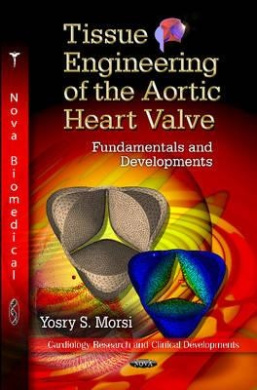 Tissue
Engineering
of the Aortic
Heart Valve
Fundamentals and
Developments
Nova Biomedical
Yosry S. Morsi
Cardiology Research and Clinical Developments
NOVA